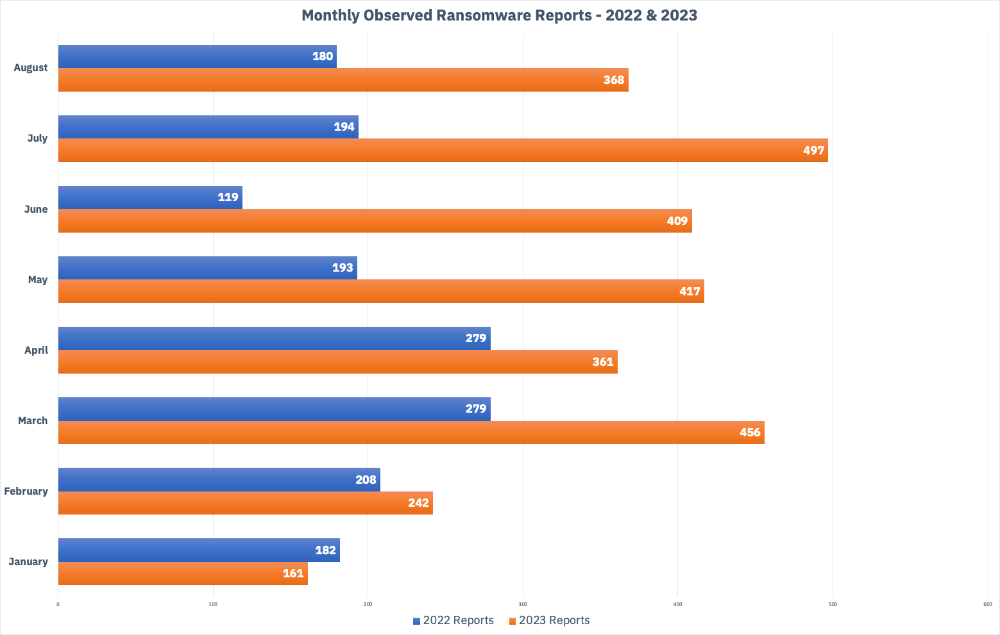 Monthly Observed Ransomware Reports - 2022 & 2023
August
180
368
July
194
497
June
119
409
May
193
417
April
279
361
March
279
456
February
208
242
January
182
161
0 100 200 300 400 500 600
2022 Reports 2023 Reports